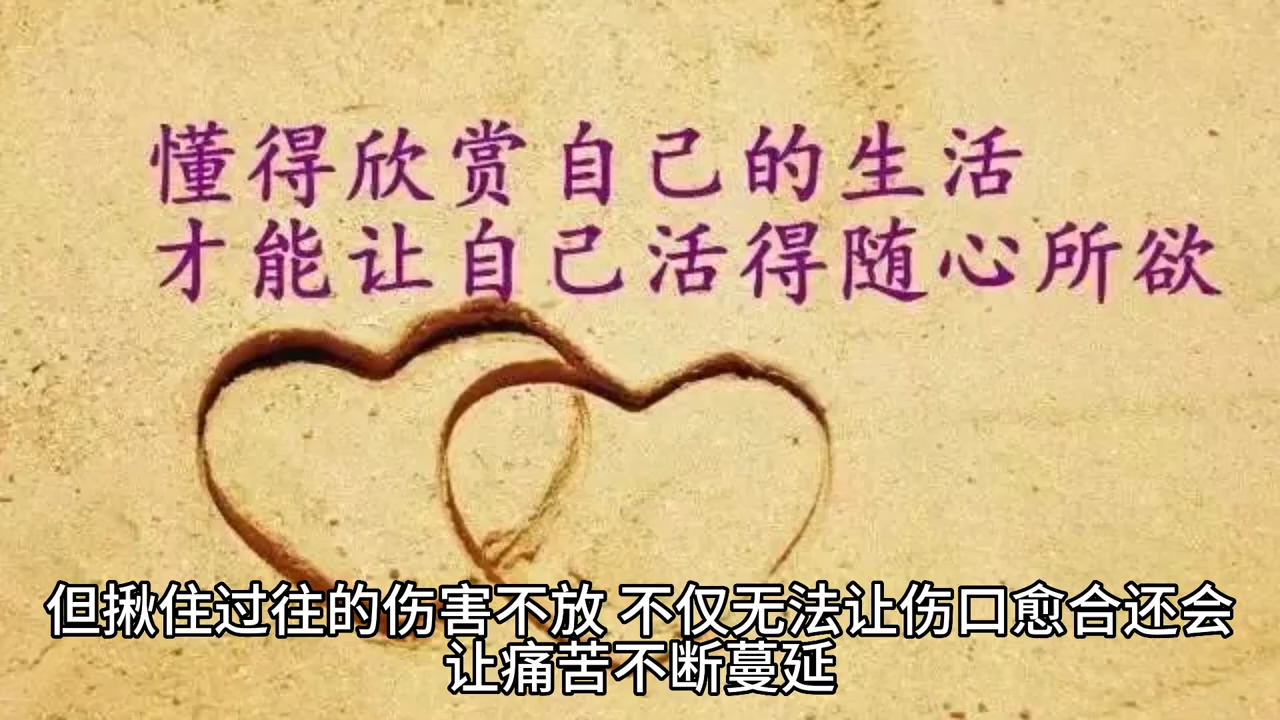 懂得欣赏自己的生活
才能让自己活得随心所欲
但揪住过往的伤害不放 不仅无法让伤口愈合还会
让痛苦不断蔓延